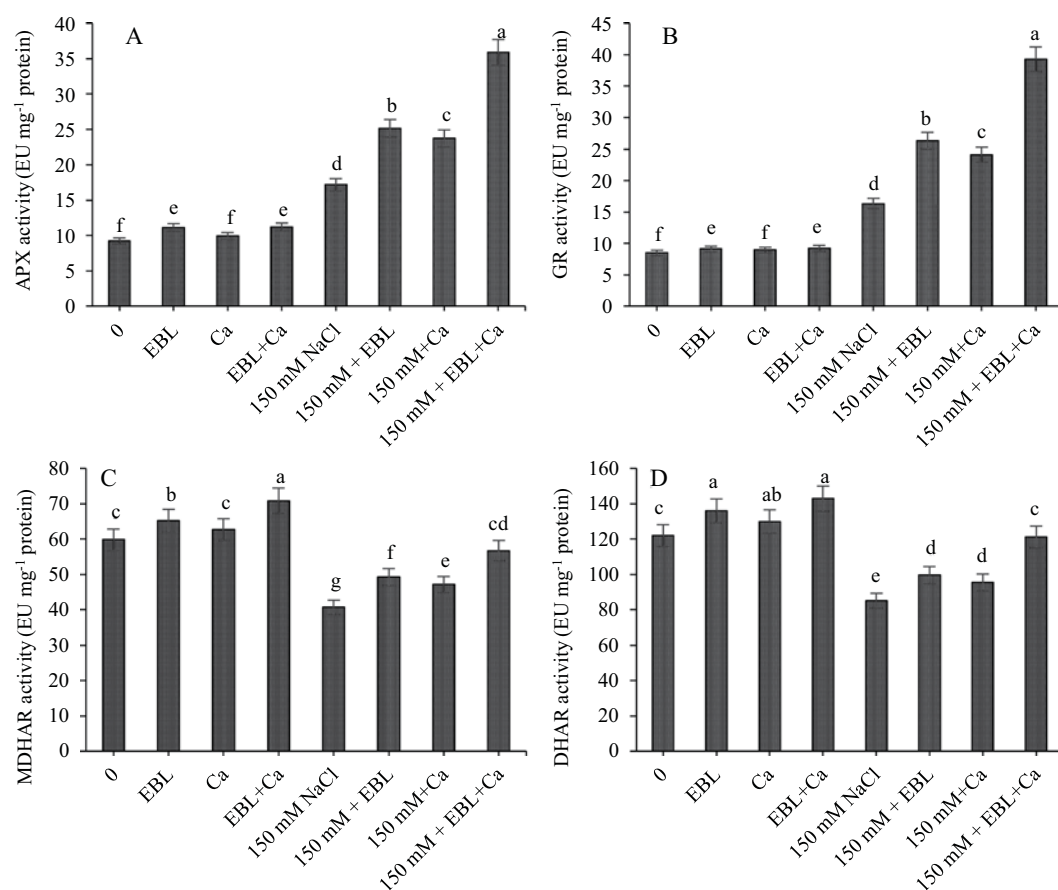 A
APX activity (EU mg-1 protein)
40
35
30
25
20
15
10
5
0
f e f e d b c a
0 EBL Ca EBL+Ca 150 mM NaCl 150 mM + EBL 150 mM+Ca 150 mM + EBL+Ca
B
GR activity (EU mg-1 protein)
45
40
35
30
25
20
15
10
5
0
f e f e d b c a
0 EBL Ca EBL+Ca 150 mM NaCl 150 mM + EBL 150 mM+Ca 150 mM + EBL+Ca
C
MDHAR activity (EU mg-1 protein)
80
70
60
50
40
30
20
10
0
c b c a g f e cd
0 EBL Ca EBL+Ca 150 mM NaCl 150 mM + EBL 150 mM+Ca 150 mM + EBL+Ca
D
DHAR activity (EU mg-1 protein)
160
140
120
100
80
60
40
20
0
c a ab a e d d c
0 EBL Ca EBL+Ca 150 mM NaCl 150 mM + EBL 150 mM+Ca 150 mM + EBL+Ca